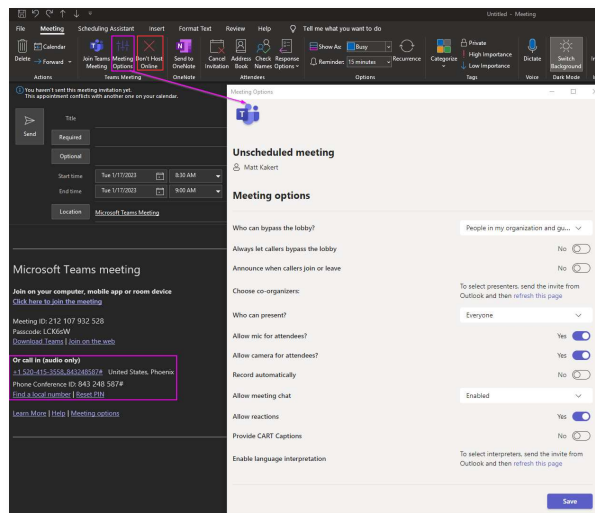 Untitled - Meeting
File Meeting Scheduling Assistant Insert Format Text Review Help Tell me what you want to do
Delete
Calendar
Forward
Join Teams Meeting
Meeting Options
Don't Host Online
Send to OneNote
Cancel Invitation
Address Book
Check Names
Response Options
Show As: Busy
Reminder: 15 minutes
Recurrence
Categorize
Private
High Importance
Low Importance
Dictate
Switch Background
Actions Teams Meeting OneNote Attendees Options Tags Voice Dark Mode
You haven't sent this meeting invitation yet.
This appointment conflicts with another one on your calendar.
Send
Title
Required
Optional
Start time Tue 1/17/2023 8:30 AM
End time Tue 1/17/2023 9:00 AM
Location Microsoft Teams Meeting
Microsoft Teams meeting
Join on your computer, mobile app or room device
Click here to join the meeting
Meeting ID: 212 107 932 528
Passcode: LCK6sW
Download Teams | Join on the web
Or call in (audio only)
+1 520-415-3558,,843248587# United States, Phoenix
Phone Conference ID: 843 248 587#
Find a local number | Reset PIN
Learn More | Help | Meeting options
Meeting Options
Unscheduled meeting
Matt Kakert
Meeting options
Who can bypass the lobby? People in my organization and gu...
Always let callers bypass the lobby No
Announce when callers join or leave No
Choose co-organizers: To select presenters, send the invite from
Outlook and then refresh this page
Who can present? Everyone
Allow mic for attendees? Yes
Allow camera for attendees? Yes
Record automatically No
Allow meeting chat Enabled
Allow reactions Yes
Provide CART Captions No
Enable language interpretation To select interpreters, send the invite from
Outlook and then refresh this page
Save